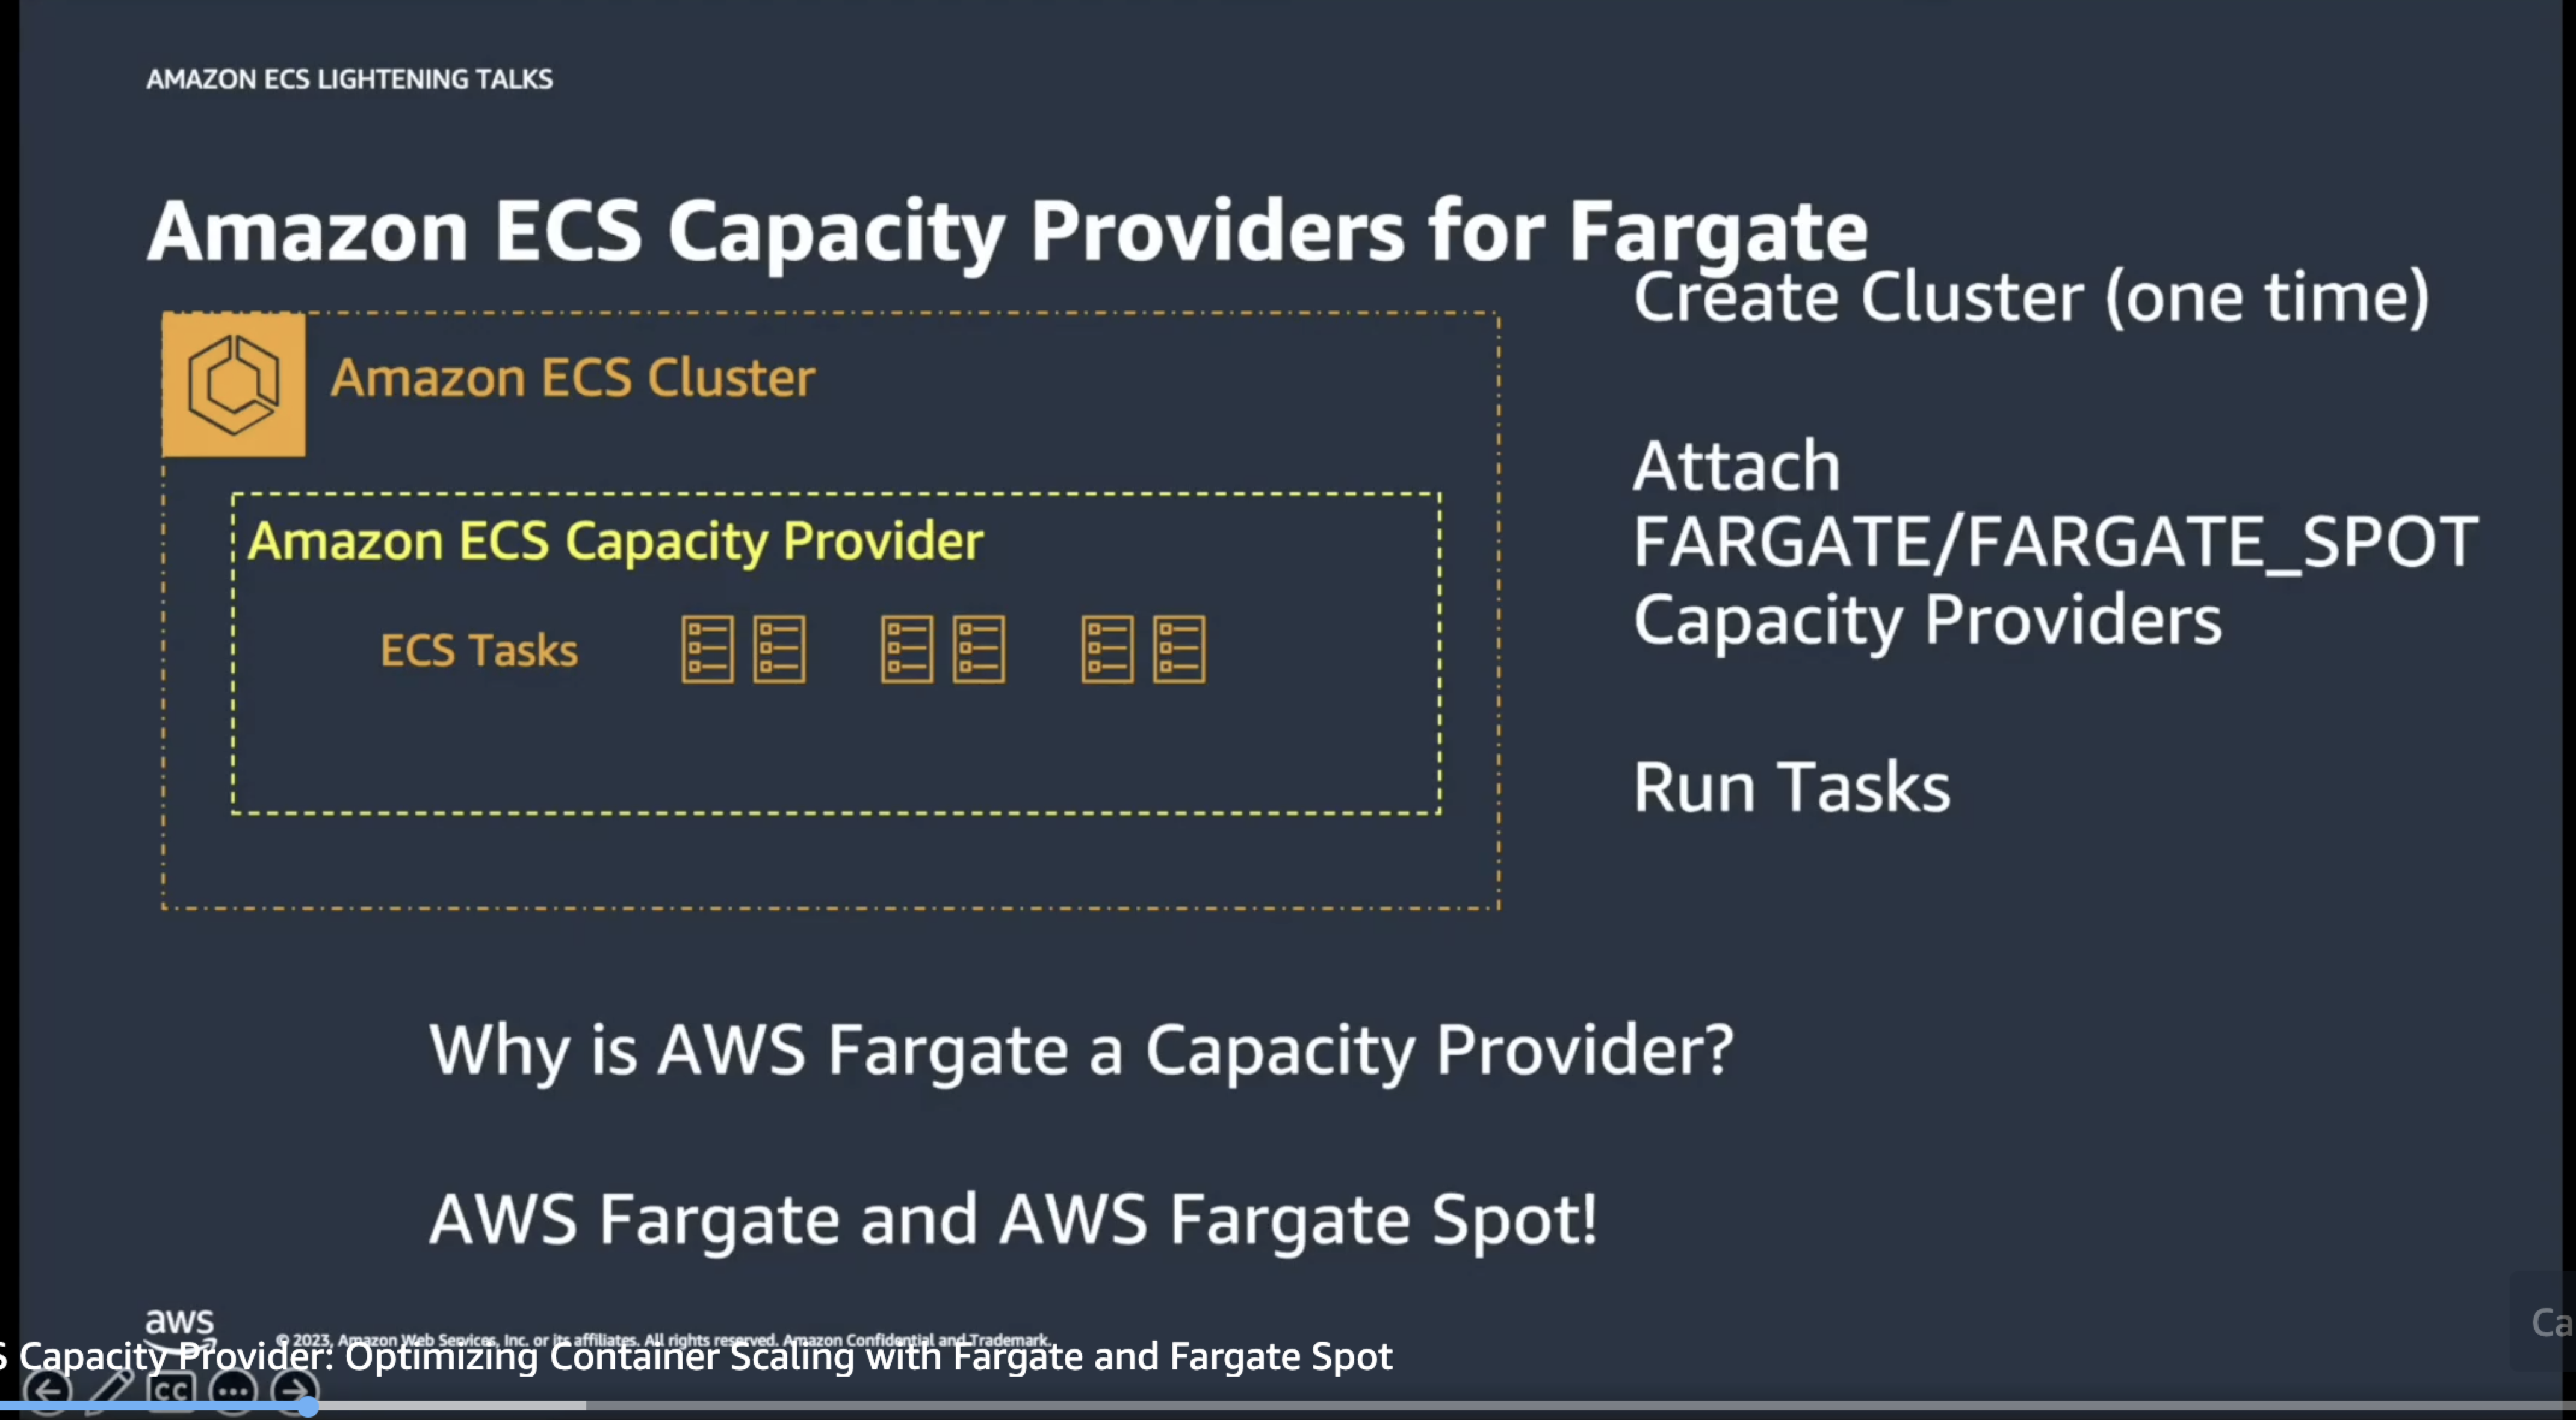 AMAZON ECS LIGHTENING TALKS
Amazon ECS Capacity Providers for Fargate
Amazon ECS Cluster
Amazon ECS Capacity Provider
ECS Tasks
Create Cluster (one time)
Attach
FARGATE/FARGATE_SPOT
Capacity Providers
Run Tasks
Why is AWS Fargate a Capacity Provider?
AWS Fargate and AWS Fargate Spot!
aws
© 2023, Amazon Web Services, Inc. or its affiliates. All rights reserved. Amazon Confidential and Trademark.
S Capacity Provider: Optimizing Container Scaling with Fargate and Fargate Spot
CC
Ca